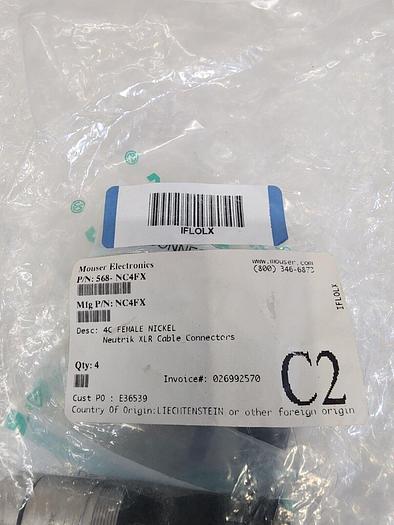 IFLOLX
Mouser Electronics
www.mouser.com
P/N: 568- NC4FX
(800) 346-6873
Mfg P/N: NC4FX
IFLOLX
Desc: 4C FEMALE NICKEL
Neutrik XLR Cable Connectors
Qty: 4
Invoice#: 026992570
C2
Cust PO : E36539
Country Of Origin:LIECHTENSTEIN or other foreign origin